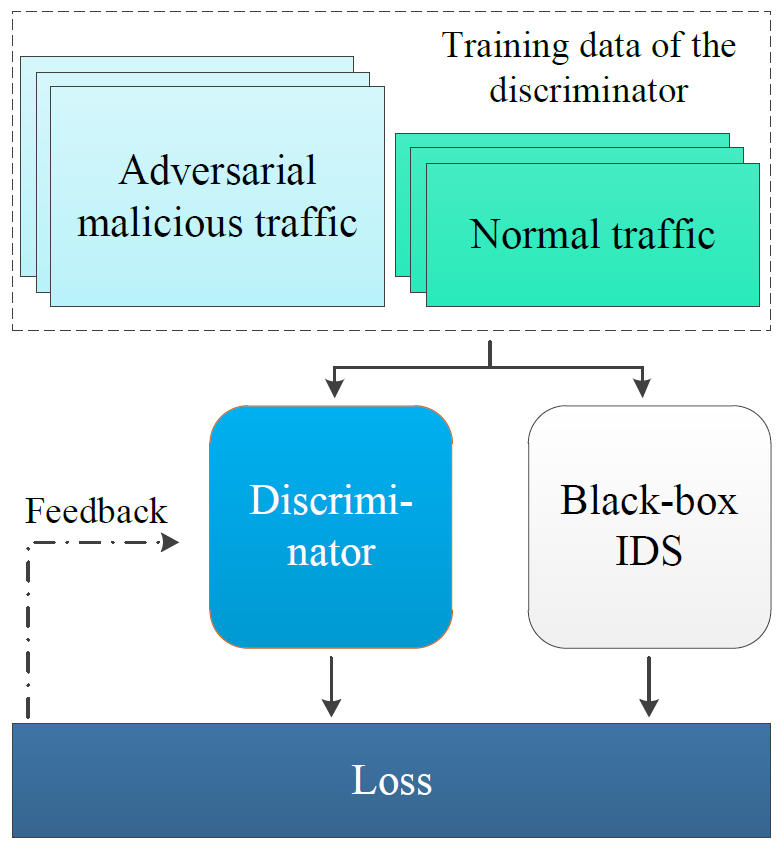 Training data of the
discriminator
Adversarial
malicious traffic
Normal traffic
Discrimi-
nator
Black-box
IDS
Feedback
Loss